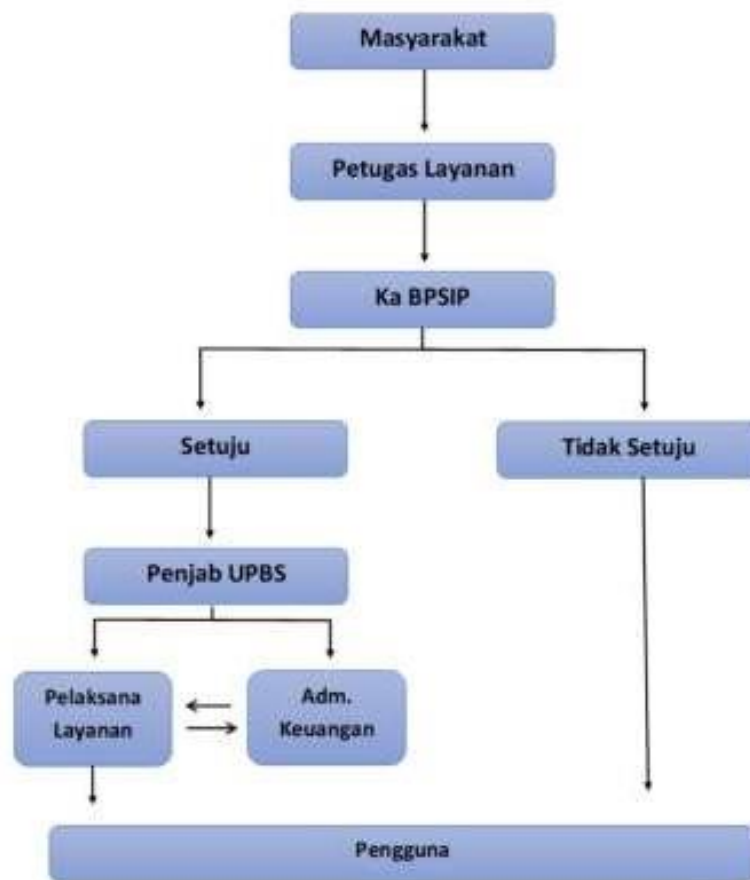 Masyarakat
Petugas Layanan
Ka BPSIP
Setuju
Tidak Setuju
Penjab UPBS
Pelaksana
Layanan
Adm.
Keuangan
Pengguna